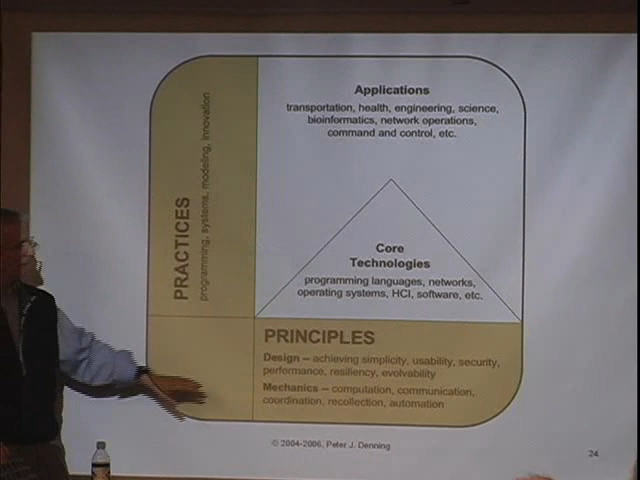 PRACTICES
programming, systems, modeling, innovation
Applications
transportation, health, engineering, science,
bioinformatics, network operations,
command and control, etc.
Core
Technologies
programming languages, networks,
operating systems, HCI, software, etc.
PRINCIPLES
Design – achieving simplicity, usability, security,
performance, resiliency, evolvability
Mechanics – computation, communication,
coordination, recollection, automation
© 2004-2006, Peter J. Denning
24